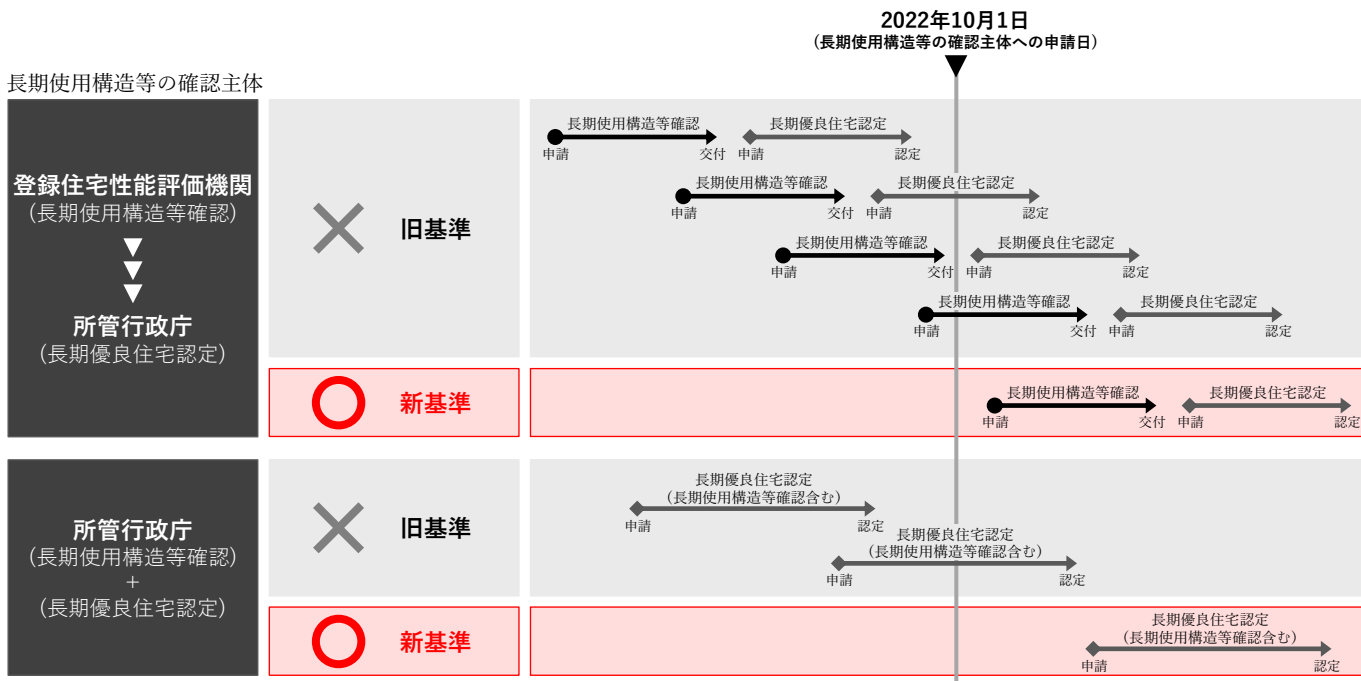 2022年10月1日
(長期使用構造等の確認主体への申請日)
長期使用構造等の確認主体
登録住宅性能評価機関
(長期使用構造等確認)
所管行政庁
(長期優良住宅認定)
旧基準
長期使用構造等確認 長期優良住宅認定
申請 交付 申請 認定
長期使用構造等確認 長期優良住宅認定
申請 交付 申請 認定
長期使用構造等確認 長期優良住宅認定
申請 交付 申請 認定
長期使用構造等確認 長期優良住宅認定
申請 交付 申請 認定
新基準
長期使用構造等確認 長期優良住宅認定
申請 交付 申請 認定
所管行政庁
(長期使用構造等確認)
+
(長期優良住宅認定)
旧基準
長期優良住宅認定
(長期使用構造等確認含む)
申請 認定
長期優良住宅認定
(長期使用構造等確認含む)
申請 認定
新基準
長期優良住宅認定
(長期使用構造等確認含む)
申請 認定